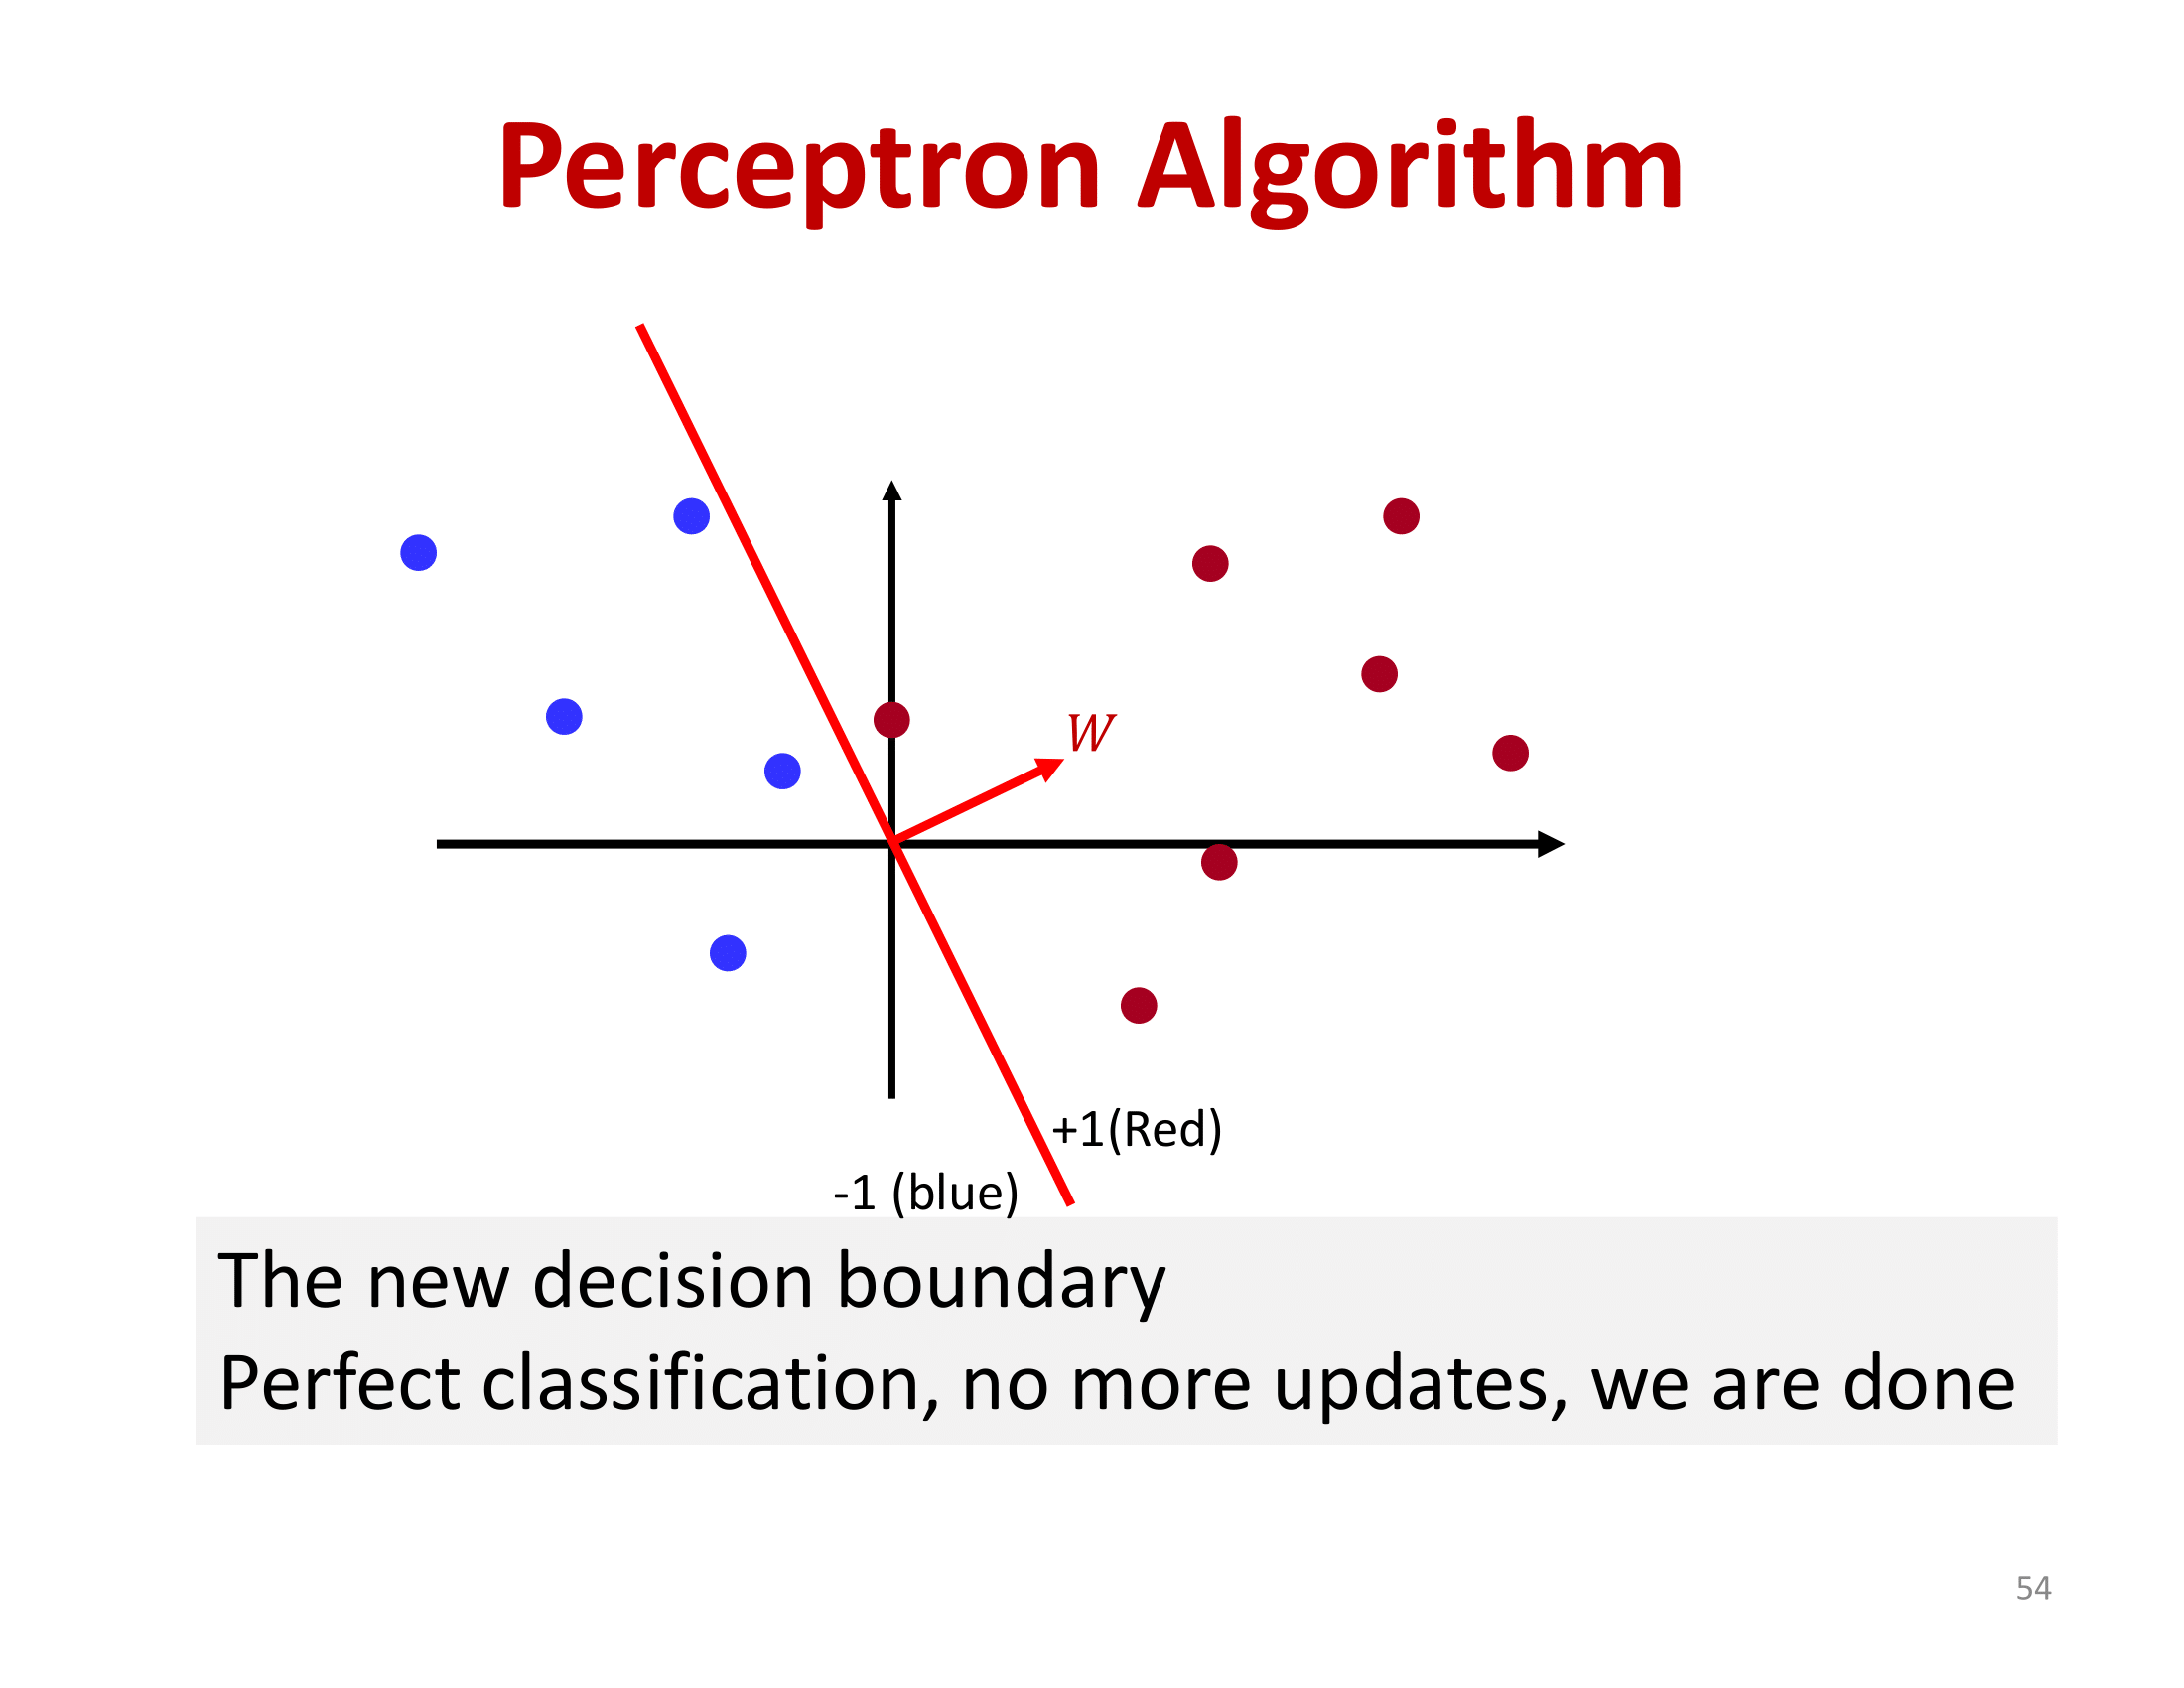 Perceptron Algorithm
W
+1(Red)
-1 (blue)
The new decision boundary
Perfect classification, no more updates, we are done
54